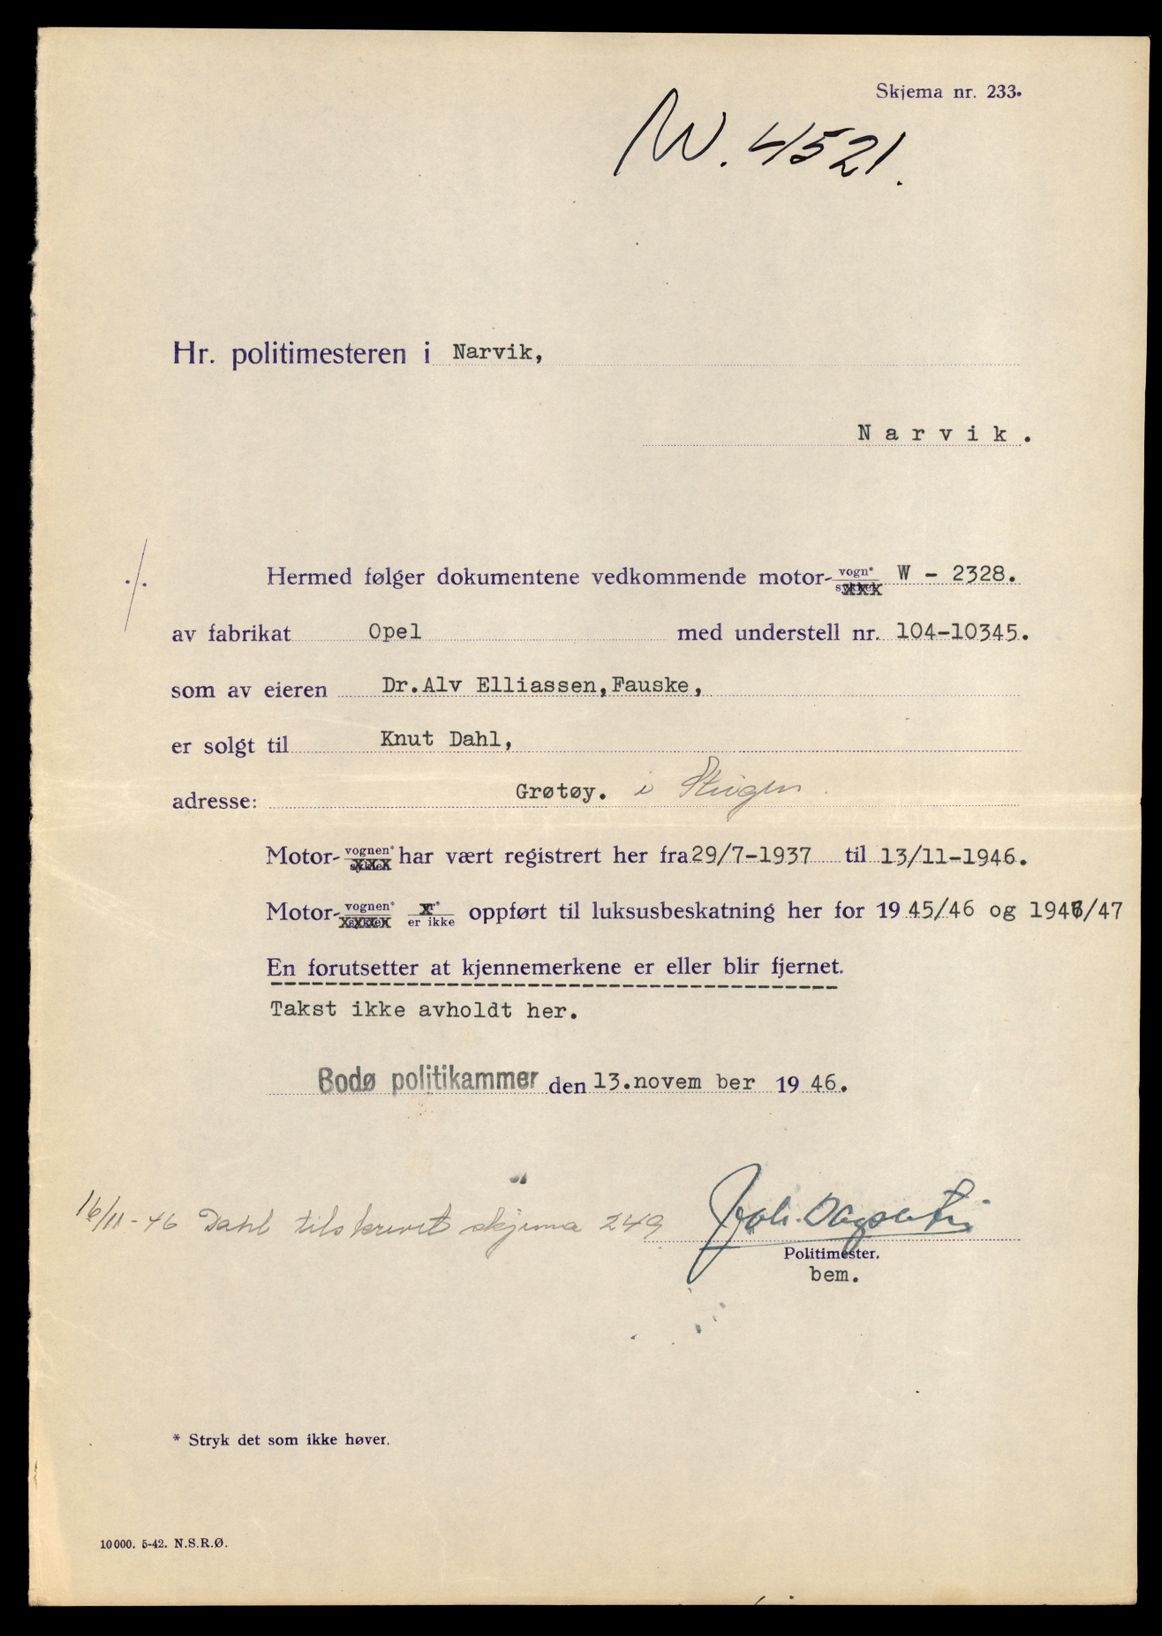 Skjema nr. 233.
W. 4521.
Hr. politimesteren i Narvik,
Narvik.
./. Hermed følger dokumentene vedkommende motor- vogn* W - 2328.
av fabrikat Opel med understell nr. 104-10345.
som av eieren Dr.Alv Elliassen,Fauske,
er solgt til Knut Dahl,
adresse: Grøtøy. i Steigen.
Motor- vognen* har vært registrert her fra 29/7-1937 til 13/11-1946.
Motor- vognen* er ikke oppført til luksusbeskatning her for 19 45/46 og 1946/47
En forutsetter at kjennemerkene er eller blir fjernet.
Takst ikke avholdt her.
Bodø politikammer den 13.novem ber 19 46.
16/11-46 Dahl tilskrevet skjema 249
Politimester.
bem.
* Stryk det som ikke høver.
10000. 5-42. N.S.R.Ø.